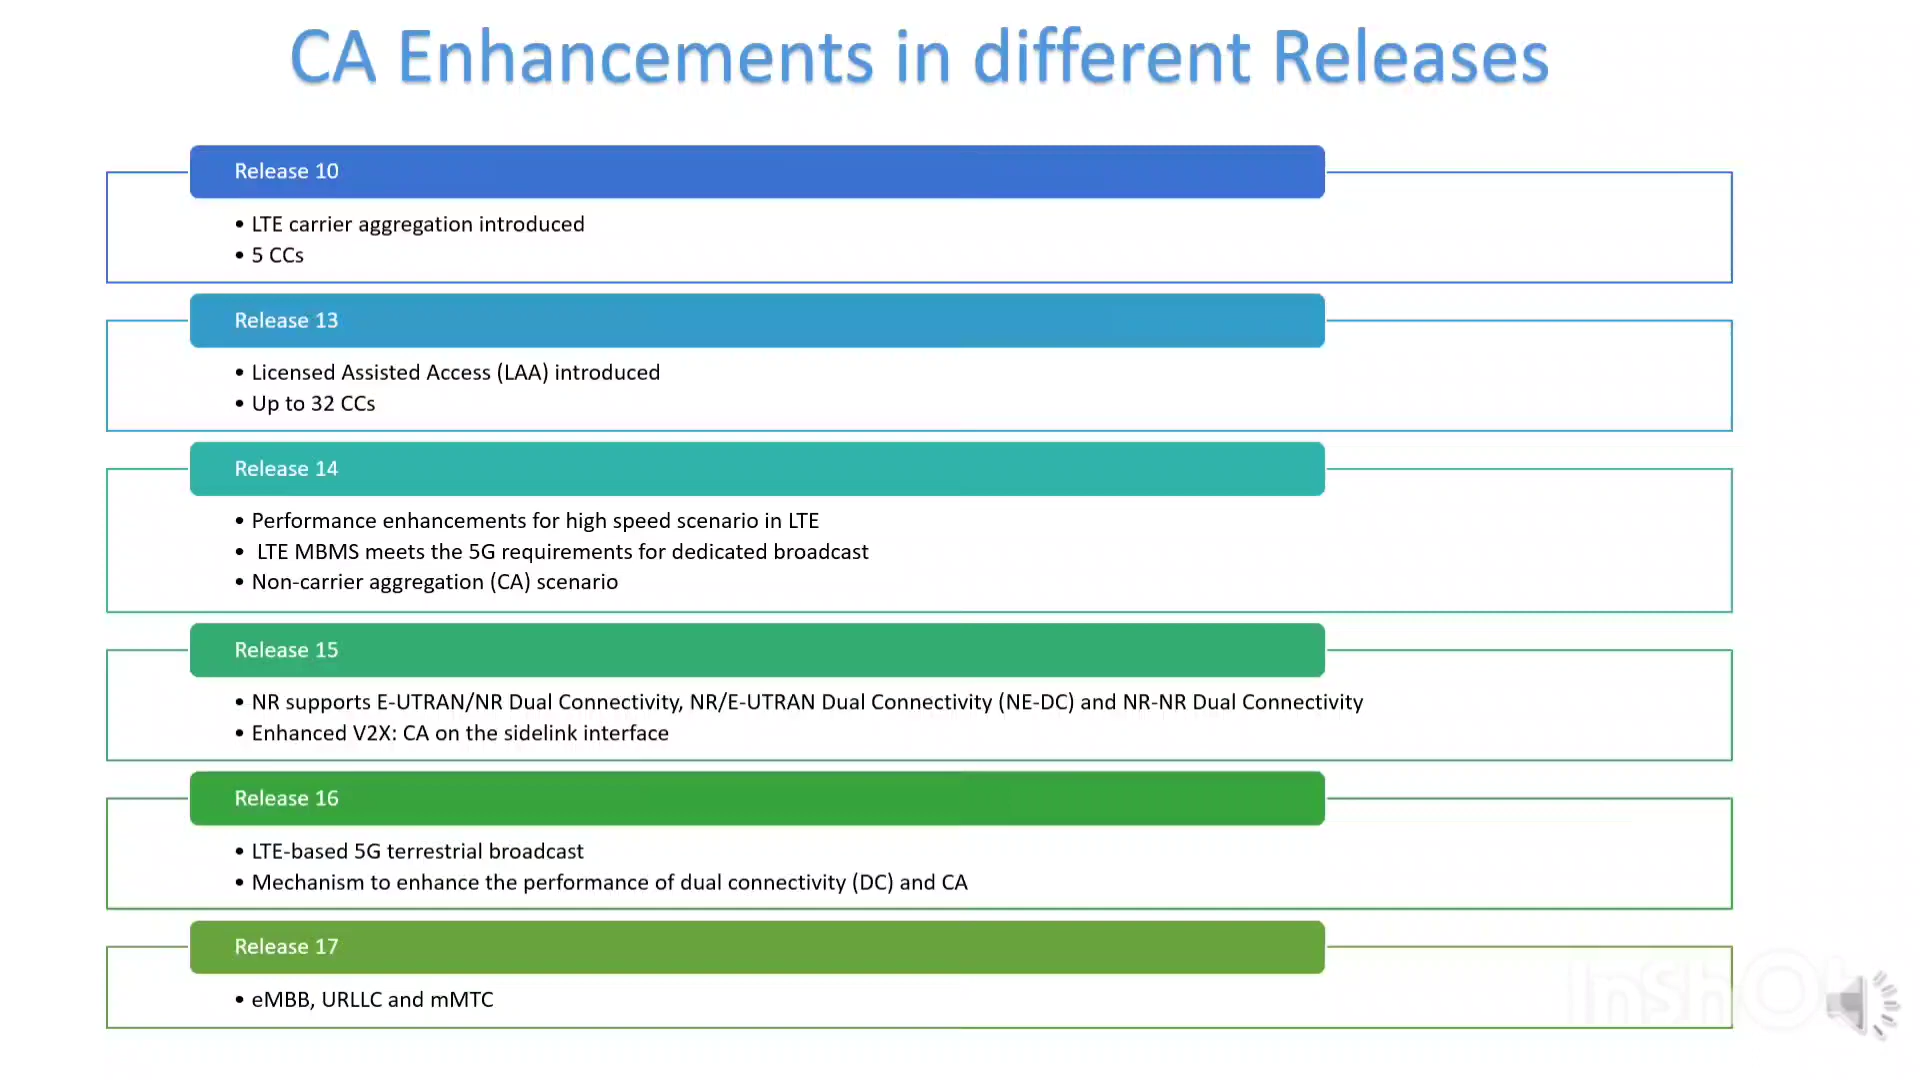 CA Enhancements in different Releases
Release 10
• LTE carrier aggregation introduced
• 5 CCs
Release 13
• Licensed Assisted Access (LAA) introduced
• Up to 32 CCs
Release 14
• Performance enhancements for high speed scenario in LTE
• LTE MBMS meets the 5G requirements for dedicated broadcast
• Non-carrier aggregation (CA) scenario
Release 15
• NR supports E-UTRAN/NR Dual Connectivity, NR/E-UTRAN Dual Connectivity (NE-DC) and NR-NR Dual Connectivity
• Enhanced V2X: CA on the sidelink interface
Release 16
• LTE-based 5G terrestrial broadcast
• Mechanism to enhance the performance of dual connectivity (DC) and CA
Release 17
• eMBB, URLLC and mMTC